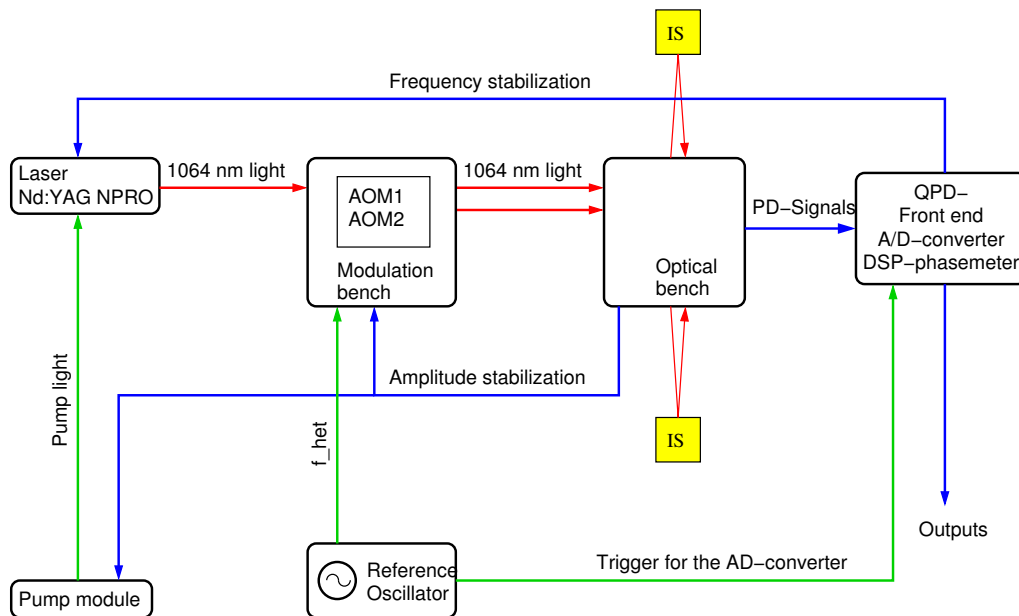 IS
Frequency stabilization
Laser
Nd:YAG NPRO
1064 nm light
AOM1
AOM2
Modulation
bench
1064 nm light
Optical
bench
PD−Signals
QPD−
Front end
A/D−converter
DSP−phasemeter
Pump light
Amplitude stabilization
f_het
IS
Outputs
Reference
Oscillator
Trigger for the AD−converter
Pump module